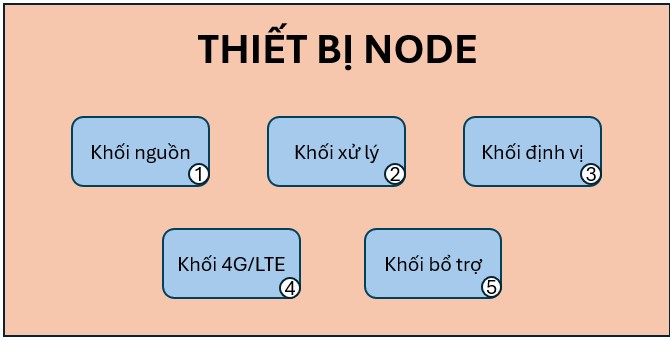 THIẾT BỊ NODE
Khối nguồn
1
Khối xử lý
2
Khối định vị
3
Khối 4G/LTE
4
Khối bổ trợ
5